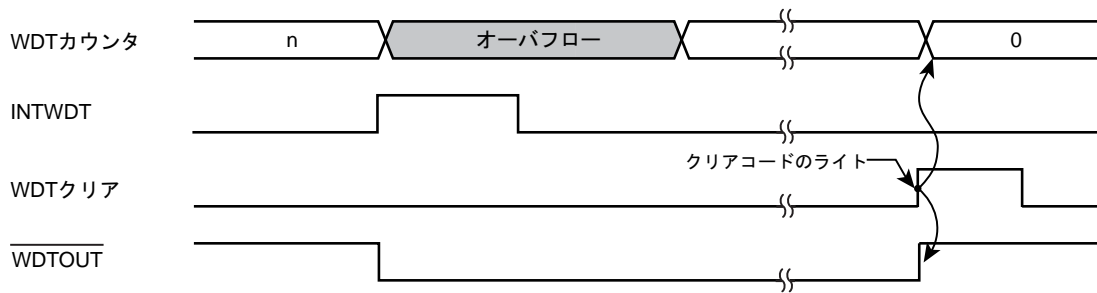 WDTカウンタ n オーバフロー 0
INTWDT
クリアコードのライト
WDTクリア
WDTOUT